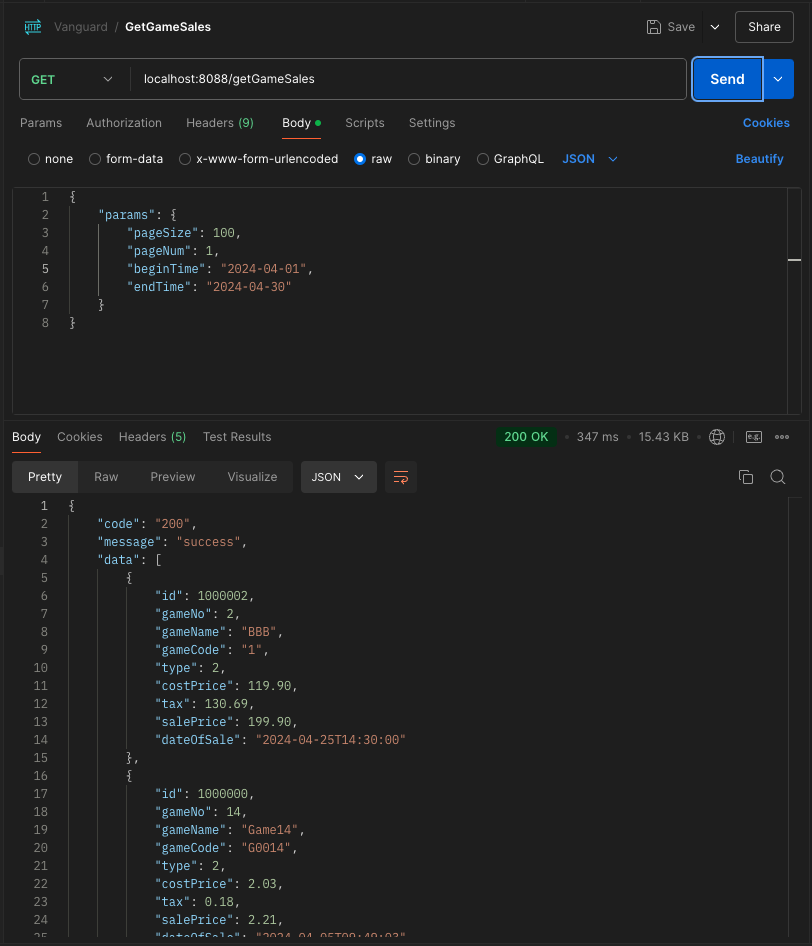 HTTP Vanguard / GetGameSales Save Share
GET localhost:8088/getGameSales Send
Params Authorization Headers (9) Body Scripts Settings Cookies
none form-data x-www-form-urlencoded raw binary GraphQL JSON Beautify
1 {
2 "params": {
3 "pageSize": 100,
4 "pageNum": 1,
5 "beginTime": "2024-04-01",
6 "endTime": "2024-04-30"
7 }
8 }
Body Cookies Headers (5) Test Results 200 OK • 347 ms • 15.43 KB • e.g. •••
Pretty Raw Preview Visualize JSON
1 {
2 "code": "200",
3 "message": "success",
4 "data": [
5 {
6 "id": 1000002,
7 "gameNo": 2,
8 "gameName": "BBB",
9 "gameCode": "1",
10 "type": 2,
11 "costPrice": 119.90,
12 "tax": 130.69,
13 "salePrice": 199.90,
14 "dateOfSale": "2024-04-25T14:30:00"
15 },
16 {
17 "id": 1000000,
18 "gameNo": 14,
19 "gameName": "Game14",
20 "gameCode": "G0014",
21 "type": 2,
22 "costPrice": 2.03,
23 "tax": 0.18,
24 "salePrice": 2.21,
25 "dateOfSale": "2024-04-05T09:49:03"